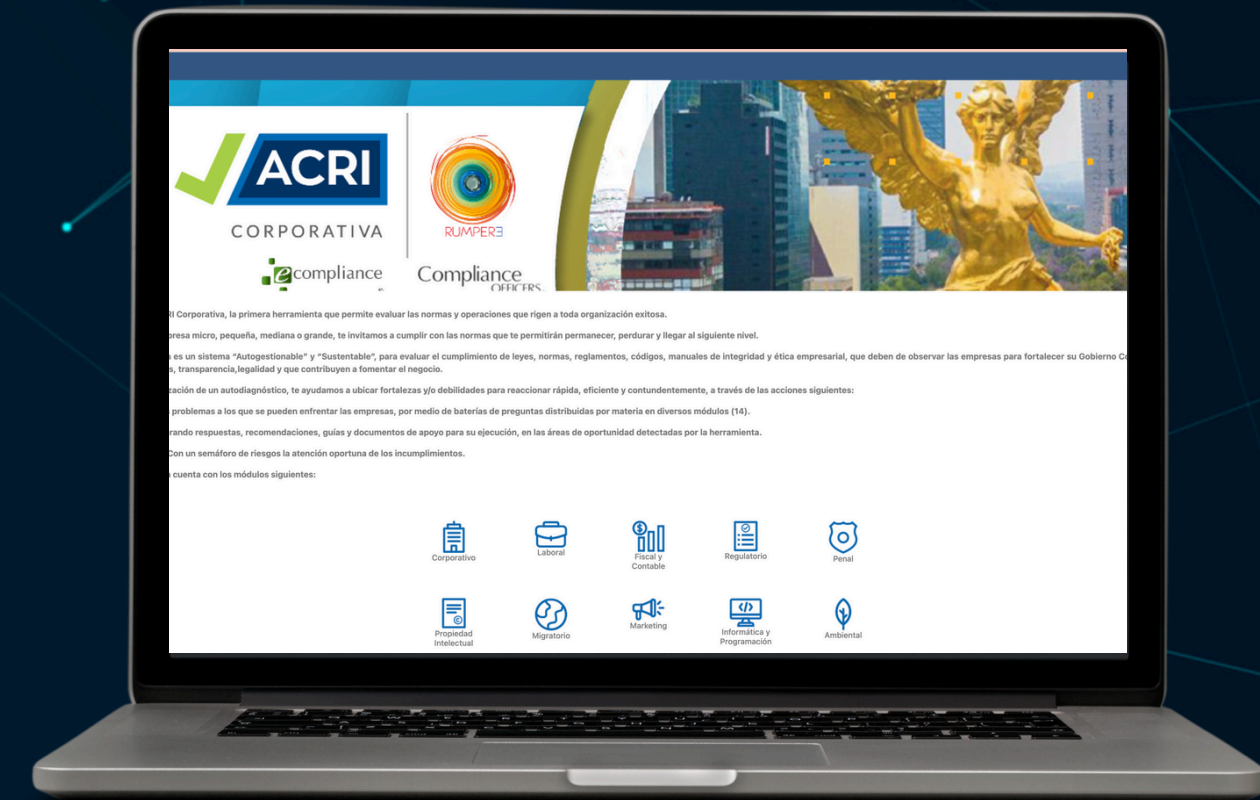 ACRI
CORPORATIVA
RUMPER3
ecompliance
Compliance
OFFICERS
RI Corporativa, la primera herramienta que permite evaluar las normas y operaciones que rigen a toda organización exitosa.
presa micro, pequeña, mediana o grande, te invitamos a cumplir con las normas que te permitirán permanecer, perdurar y llegar al siguiente nivel.
a es un sistema “Autogestionable” y “Sustentable”, para evaluar el cumplimiento de leyes, normas, reglamentos, códigos, manuales de integridad y ética empresarial, que deben de observar las empresas para fortalecer su Gobierno Co
s, transparencia,legalidad y que contribuyen a fomentar el negocio.
zación de un autodiagnóstico, te ayudamos a ubicar fortalezas y/o debilidades para reaccionar rápida, eficiente y contundentemente, a través de las acciones siguientes:
problemas a los que se pueden enfrentar las empresas, por medio de baterías de preguntas distribuidas por materia en diversos módulos (14).
rando respuestas, recomendaciones, guías y documentos de apoyo para su ejecución, en las áreas de oportunidad detectadas por la herramienta.
Con un semáforo de riesgos la atención oportuna de los incumplimientos.
a cuenta con los módulos siguientes:
Corporativo
Laboral
Fiscal y
Contable
Regulatorio
Penal
Propiedad
Intelectual
Migratorio
Marketing
Informática y
Programación
Ambiental